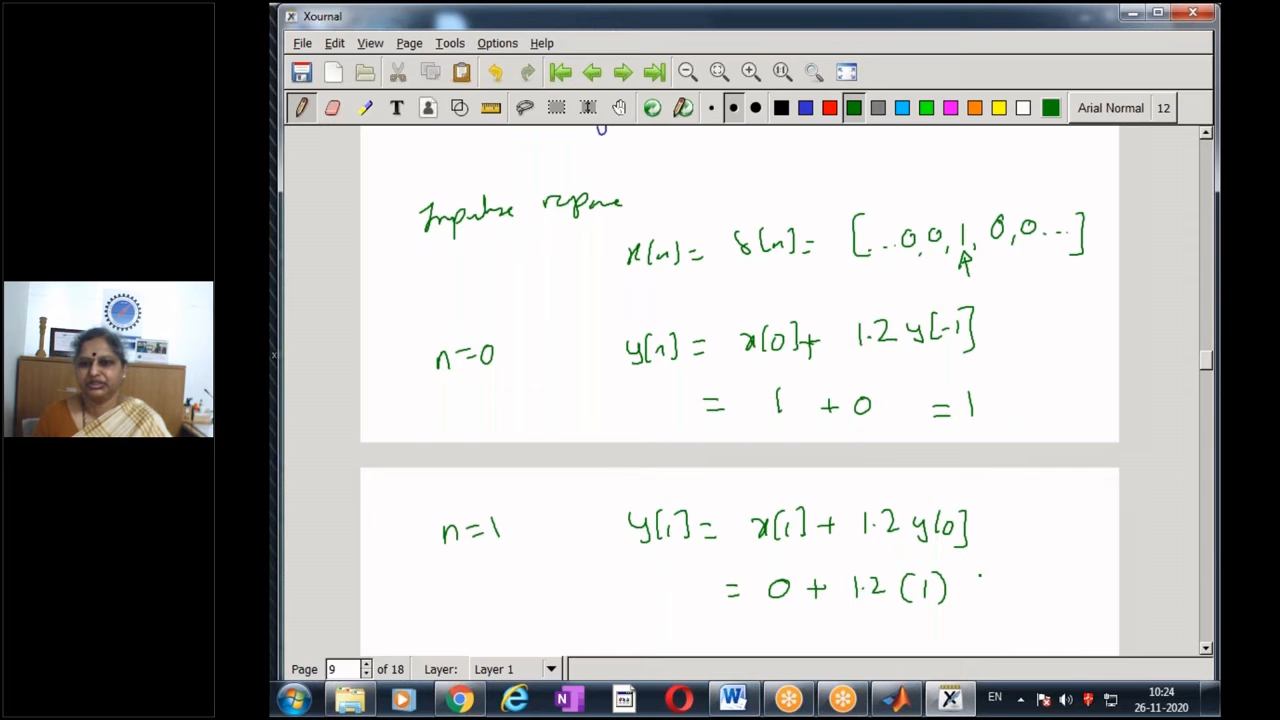 Xournal
File Edit View Page Tools Options Help
Arial Normal 12
Impulse
x(n) = δ(n) = [...0,0,1,0,0...]
↑
n=0 y[n] = x[0] + 1.2 y[-1]
= 1 + 0 = 1
n=1 y[1] = x[1] + 1.2 y[0]
= 0 + 1.2 (1)
Page 9 of 18 Layer: Layer 1
EN 10:24
26-11-2020